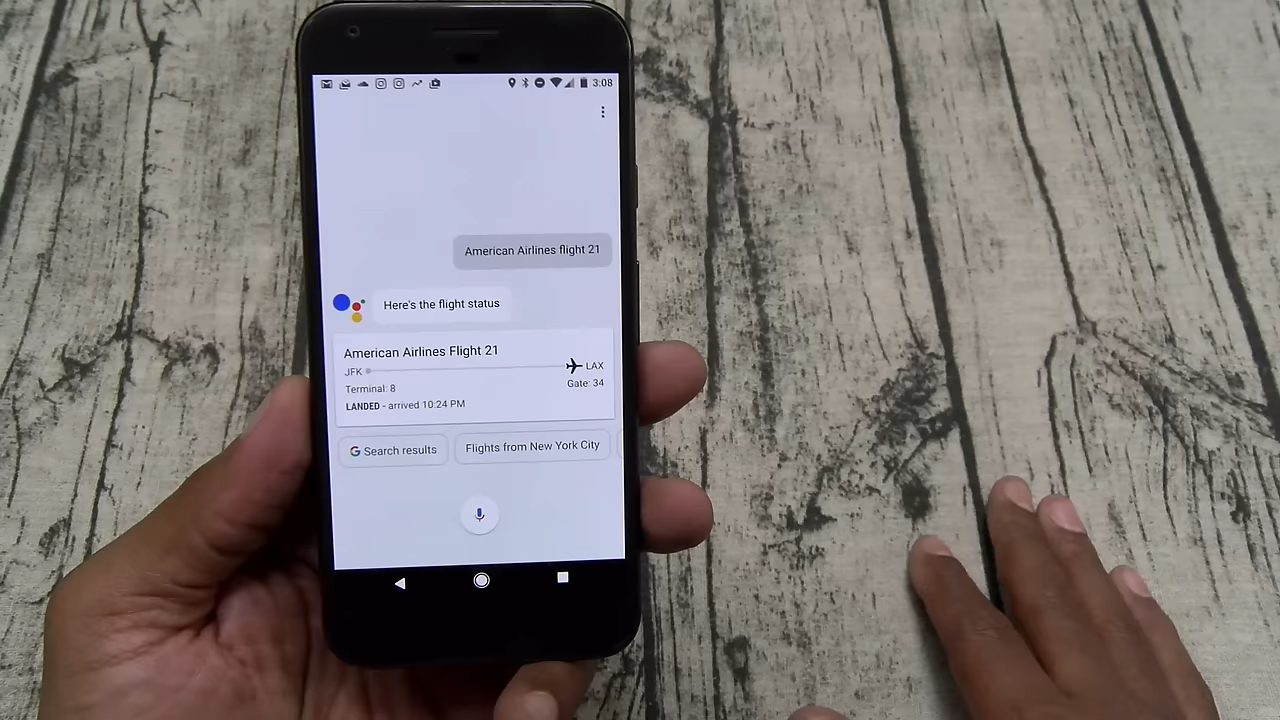 3:08
American Airlines flight 21
Here's the flight status
American Airlines Flight 21
JFK LAX
Terminal: 8 Gate: 34
LANDED - arrived 10:24 PM
Search results Flights from New York City